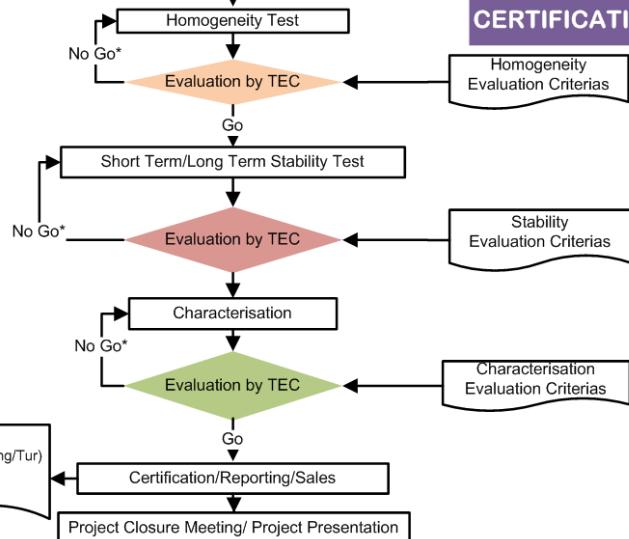 CERTIFICATI
Homogeneity Test
No Go*
Evaluation by TEC
Homogeneity
Evaluation Criterias
Go
Short Term/Long Term Stability Test
No Go*
Evaluation by TEC
Stability
Evaluation Criterias
Characterisation
No Go*
Evaluation by TEC
Characterisation
Evaluation Criterias
Go
ng/Tur)
Certification/Reporting/Sales
Project Closure Meeting/ Project Presentation